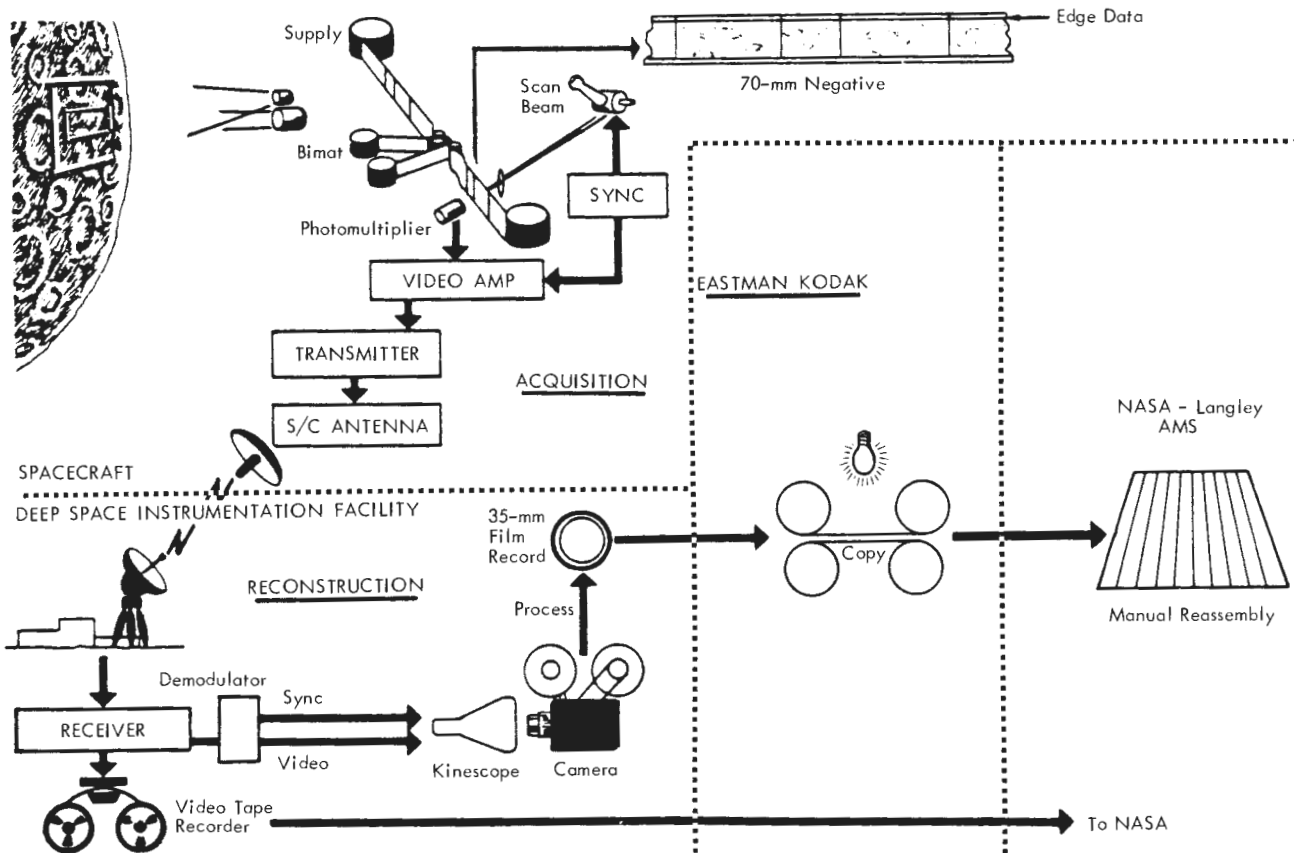 Supply
Edge Data
70-mm Negative
Scan
Beam
Bimat
SYNC
Photomultiplier
VIDEO AMP
EASTMAN KODAK
TRANSMITTER
ACQUISITION
S/C ANTENNA
NASA - Langley
AMS
SPACECRAFT
DEEP SPACE INSTRUMENTATION FACILITY
35-mm
Film
Record
Copy
RECONSTRUCTION
Process
Manual Reassembly
Demodulator
Sync
RECEIVER
Video
Kinescope
Camera
Video Tape
Recorder
To NASA